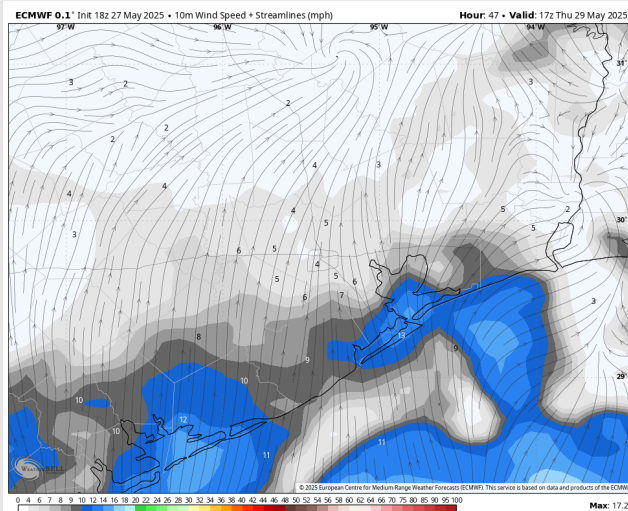 ECMWF 0.1° Init 18z 27 May 2025 • 10m Wind Speed + Streamlines (mph) Hour: 47 • Valid: 17z Thu 29 May 2025
97°W 96°W 95°W 94°W
31°
3 2 3
2
2
2
4 3
4 4
4 5 2 30°
5
3 5
6 5
4
5 5 6
6 7 3
8
9 9
13
29°
10
10
12
10
11
11
WEATHERBELL
© 2025 European Centre for Medium-Range Weather Forecasts (ECMWF). This service is based on data and products of the ECMWF
0 4 6 7 8 9 10 12 14 16 18 20 22 24 26 28 30 32 34 36 38 40 42 44 46 48 50 52 54 56 58 60 62 64 66 70 75 80 85 90 95 100
Max: 17.2